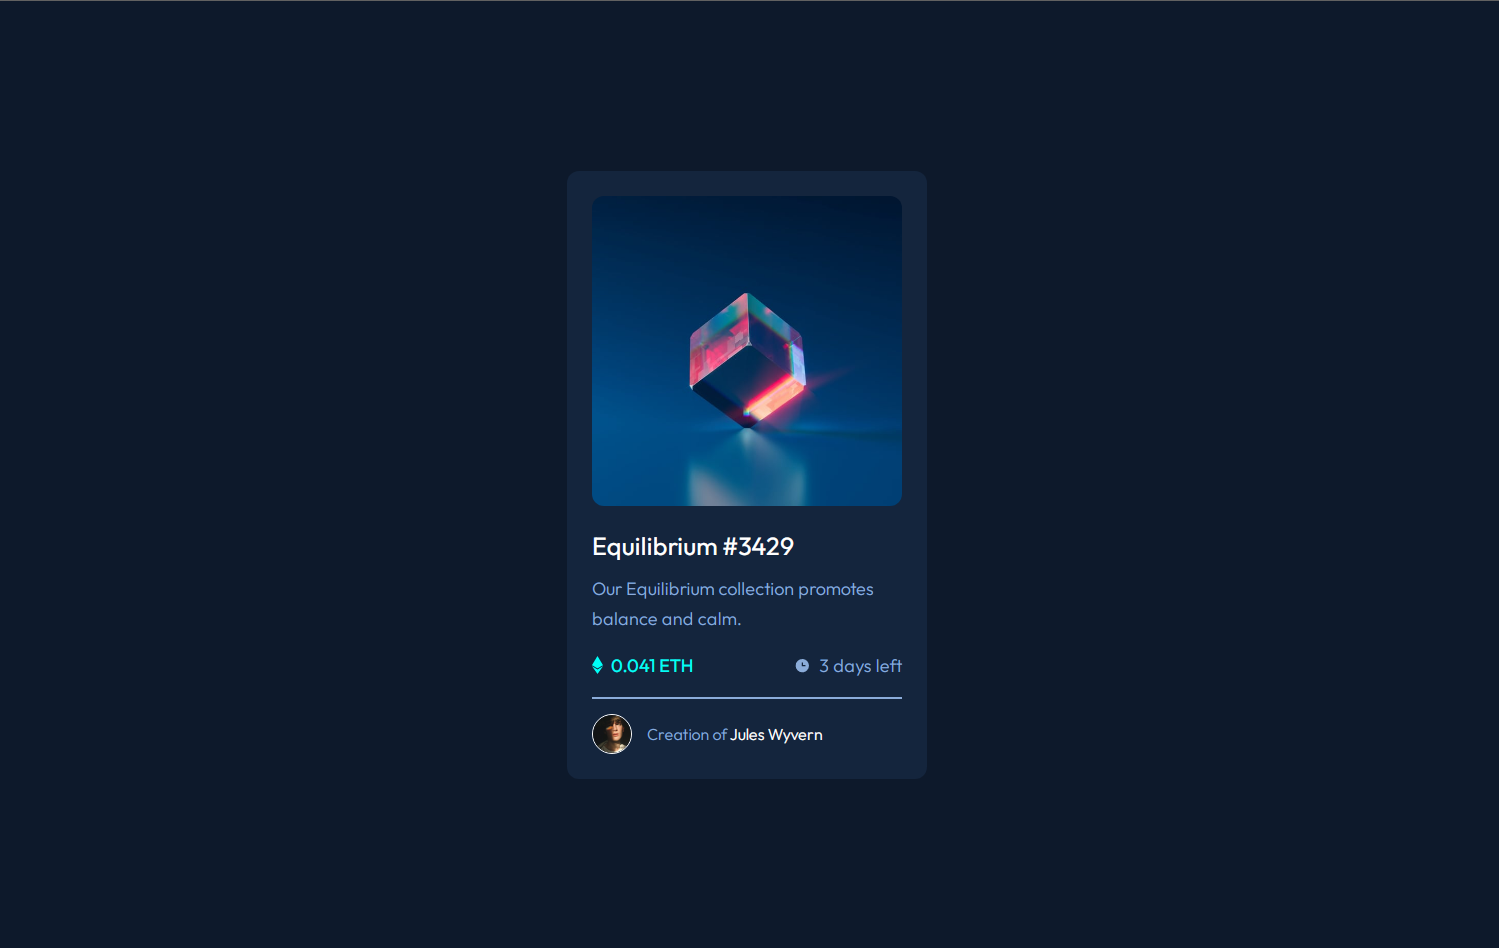 Equilibrium #3429
Our Equilibrium collection promotes
balance and calm.
0.041 ETH 3 days left
Creation of Jules Wyvern